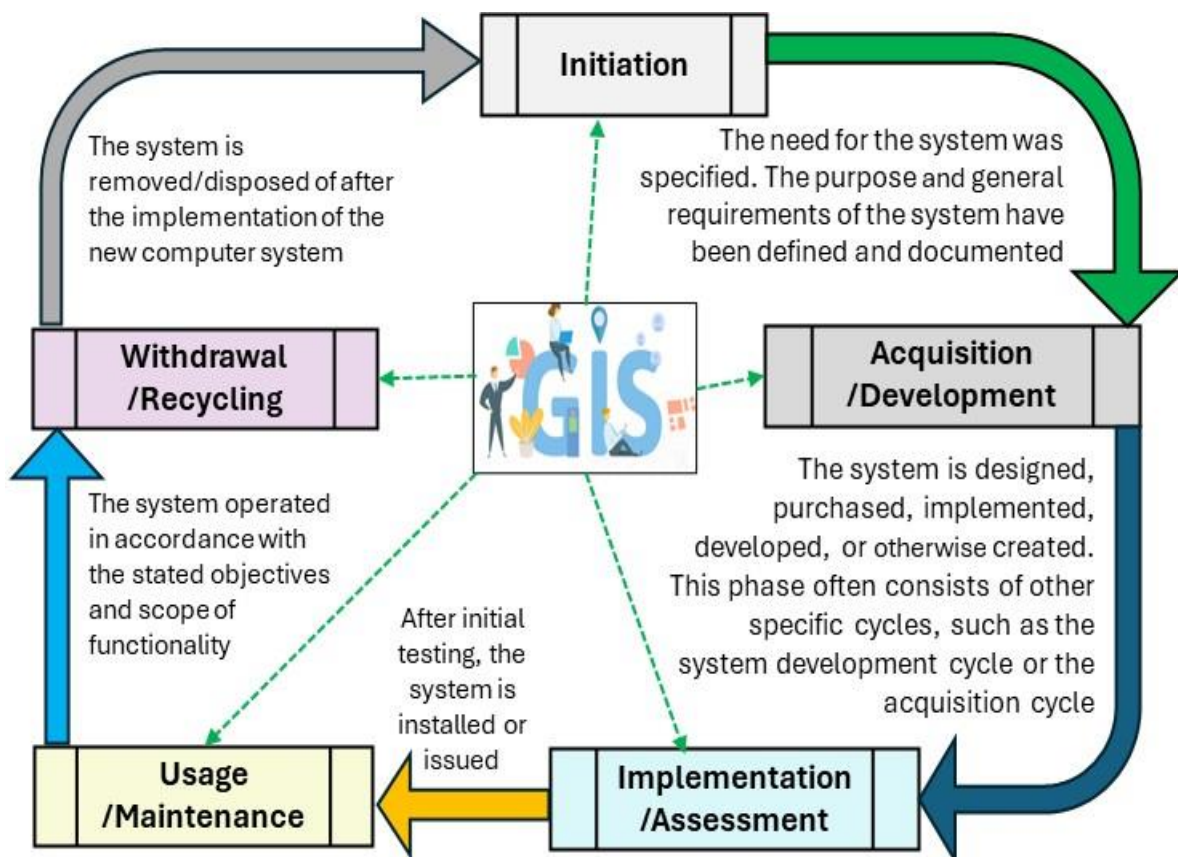 Initiation
The need for the system was
specified. The purpose and general
requirements of the system have
been defined and documented
Acquisition
/Development
The system is designed,
purchased, implemented,
developed, or otherwise created.
This phase often consists of other
specific cycles, such as the
system development cycle or the
acquisition cycle
Implementation
/Assessment
After initial
testing, the
system is
installed or
issued
Usage
/Maintenance
The system operated
in accordance with
the stated objectives
and scope of
functionality
Withdrawal
/Recycling
The system is
removed/disposed of after
the implementation of the
new computer system
GIS